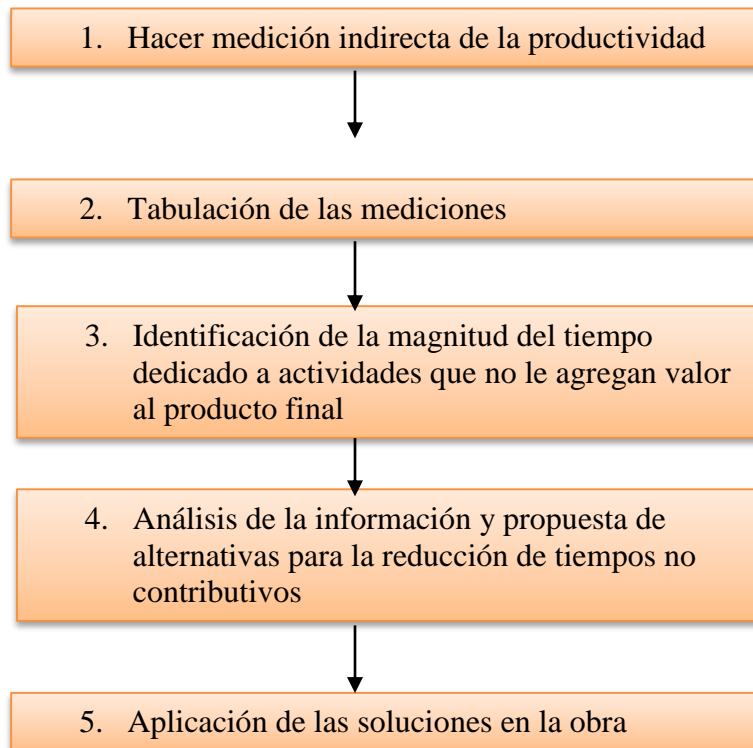 1. Hacer medición indirecta de la productividad
2. Tabulación de las mediciones
3. Identificación de la magnitud del tiempo
dedicado a actividades que no le agregan valor
al producto final
4. Análisis de la información y propuesta de
alternativas para la reducción de tiempos no
contributivos
5. Aplicación de las soluciones en la obra